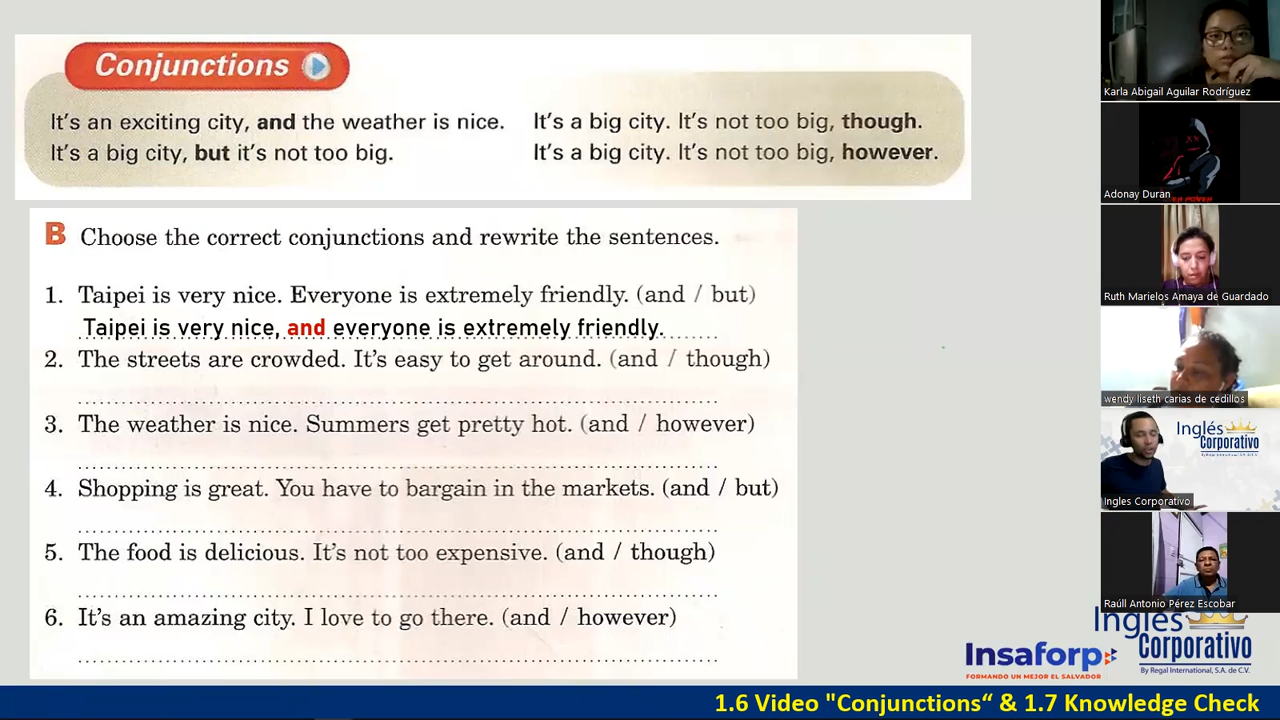 Conjunctions
It's an exciting city, and the weather is nice.
It's a big city, but it's not too big.
It's a big city. It's not too big, though.
It's a big city. It's not too big, however.
B Choose the correct conjunctions and rewrite the sentences.
1. Taipei is very nice. Everyone is extremely friendly. (and / but)
Taipei is very nice, and everyone is extremely friendly.
2. The streets are crowded. It's easy to get around. (and / though)
3. The weather is nice. Summers get pretty hot. (and / however)
4. Shopping is great. You have to bargain in the markets. (and / but)
5. The food is delicious. It's not too expensive. (and / though)
6. It's an amazing city. I love to go there. (and / however)
Karla Abigail Aguilar Rodríguez
Adonay Duran
Ruth Marielos Amaya de Guardado
wendy liseth carias de cedillos
Inglés
Corporativo
Ingles Corporativo
Raúll Antonio Pérez Escobar
Inglés
Corporativo
By Regal International, S.A. de C.V.
Insaforp
FORMANDO UN MEJOR EL SALVADOR
1.6 Video "Conjunctions“ & 1.7 Knowledge Check